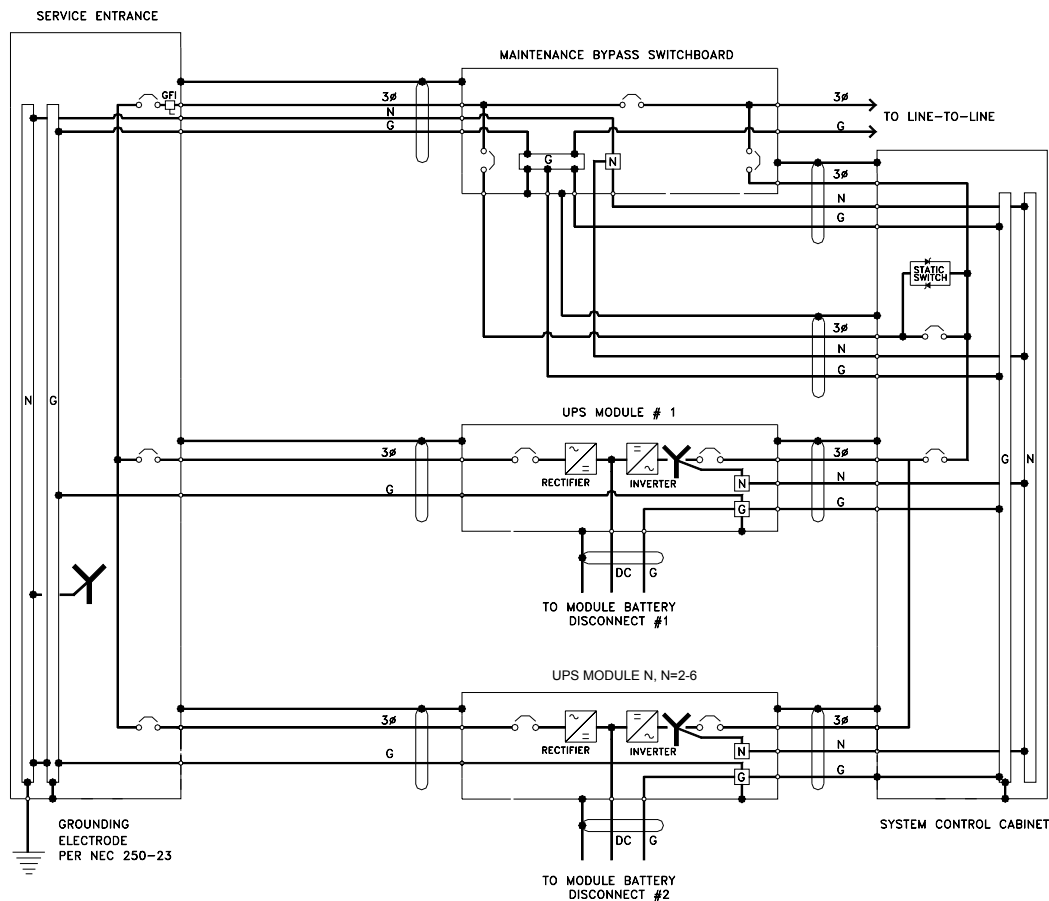 SERVICE ENTRANCE
MAINTENANCE BYPASS SWITCHBOARD
GFI
3Ø
N
G
3Ø
G
TO LINE-TO-LINE
G
N
3Ø
N
G
STATIC
SWITCH
3Ø
N
G
N
G
G
N
UPS MODULE # 1
3Ø
RECTIFIER
INVERTER
N
3Ø
N
G
G
G
DC
G
TO MODULE BATTERY
DISCONNECT #1
UPS MODULE N, N=2-6
3Ø
RECTIFIER
INVERTER
N
3Ø
N
G
G
G
DC
G
TO MODULE BATTERY
DISCONNECT #2
GROUNDING
ELECTRODE
PER NEC 250-23
SYSTEM CONTROL CABINET